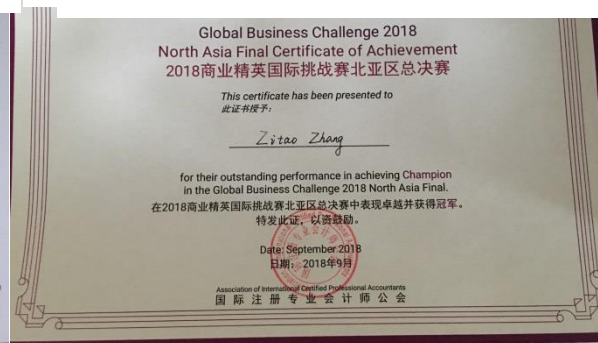 Global Business Challenge 2018
North Asia Final Certificate of Achievement
2018商业精英国际挑战赛北亚区总决赛
This certificate has been presented to
此证书授予：
Zitao Zhang
for their outstanding performance in achieving Champion
in the Global Business Challenge 2018 North Asia Final.
在2018商业精英国际挑战赛北亚区总决赛中表现卓越并获得冠军。
特发此证，以资鼓励。
Date: September 2018
日期： 2018年9月
Association of International Certified Professional Accountants
国际注册专业会计师公会